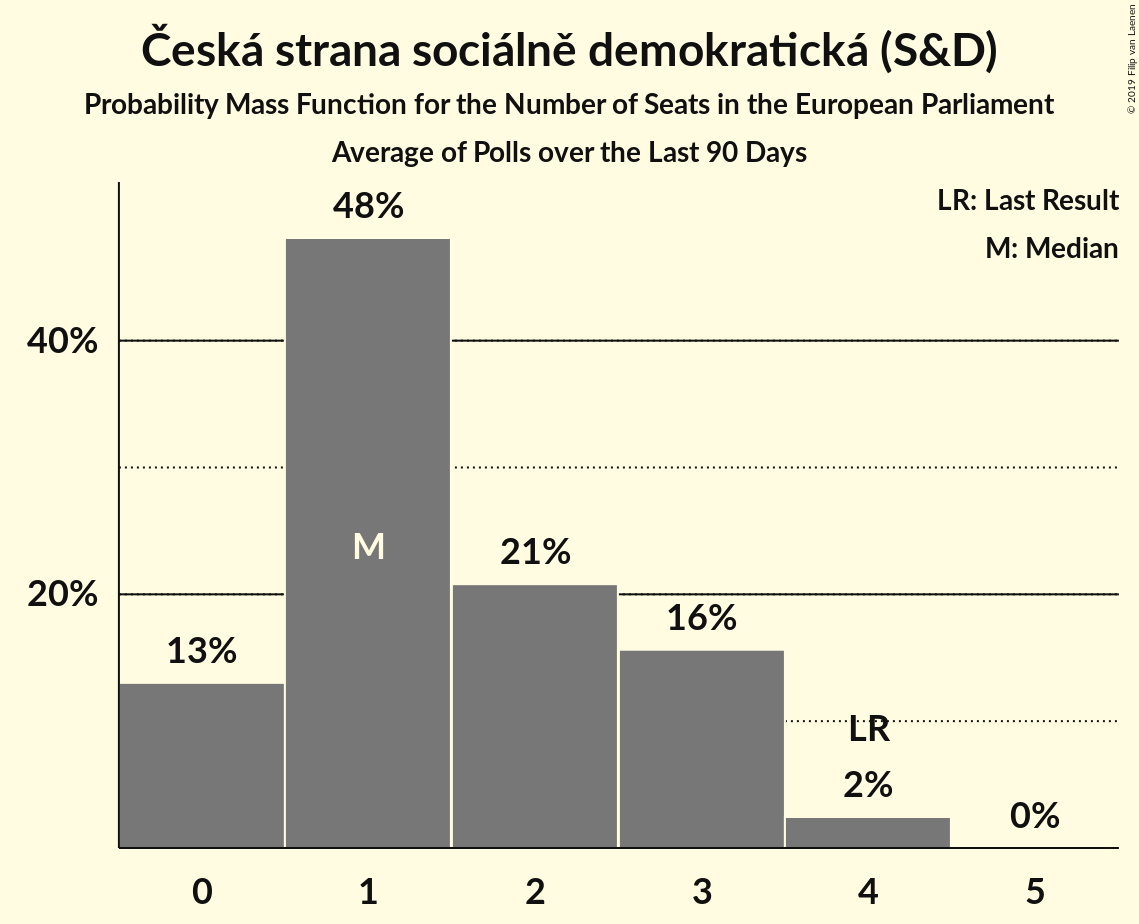 Česká strana sociálně demokratická (S&D)
Probability Mass Function for the Number of Seats in the European Parliament
Average of Polls over the Last 90 Days
© 2019 Filip van Laenen
LR: Last Result
M: Median
48%
40%
M
21%
20%
16%
13%
LR
2%
0%
0 1 2 3 4 5